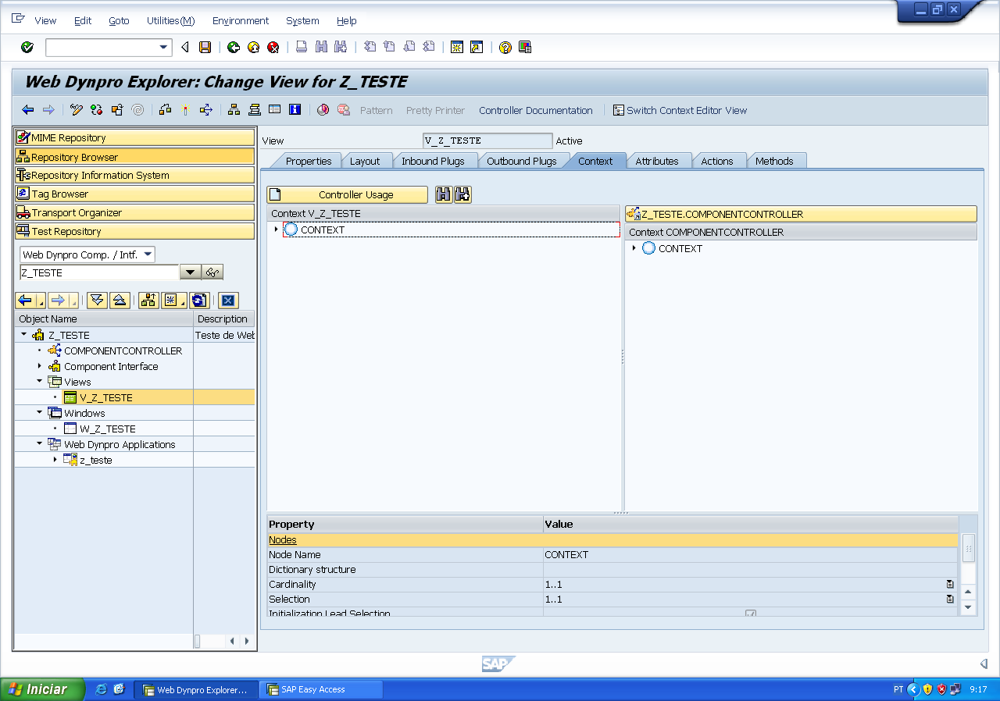 View Edit Goto Utilities(M) Environment System Help
Web Dynpro Explorer: Change View for Z_TESTE
Pattern Pretty Printer Controller Documentation Switch Context Editor View
MIME Repository
Repository Browser
Repository Information System
Tag Browser
Transport Organizer
Test Repository
Web Dynpro Comp. / Intf.
Z_TESTE
Object Name Description
Z_TESTE Teste de Web
COMPONENTCONTROLLER
Component Interface
Views
V_Z_TESTE
Windows
W_Z_TESTE
Web Dynpro Applications
z_teste
View V_Z_TESTE Active
Properties Layout Inbound Plugs Outbound Plugs Context Attributes Actions Methods
Controller Usage
Context V_Z_TESTE
CONTEXT
Z_TESTE.COMPONENTCONTROLLER
Context COMPONENTCONTROLLER
CONTEXT
Property Value
Nodes
Node Name CONTEXT
Dictionary structure
Cardinality 1..1
Selection 1..1
Initialization Lead Selection
SAP
Iniciar Web Dynpro Explorer... SAP Easy Access PT 9:17